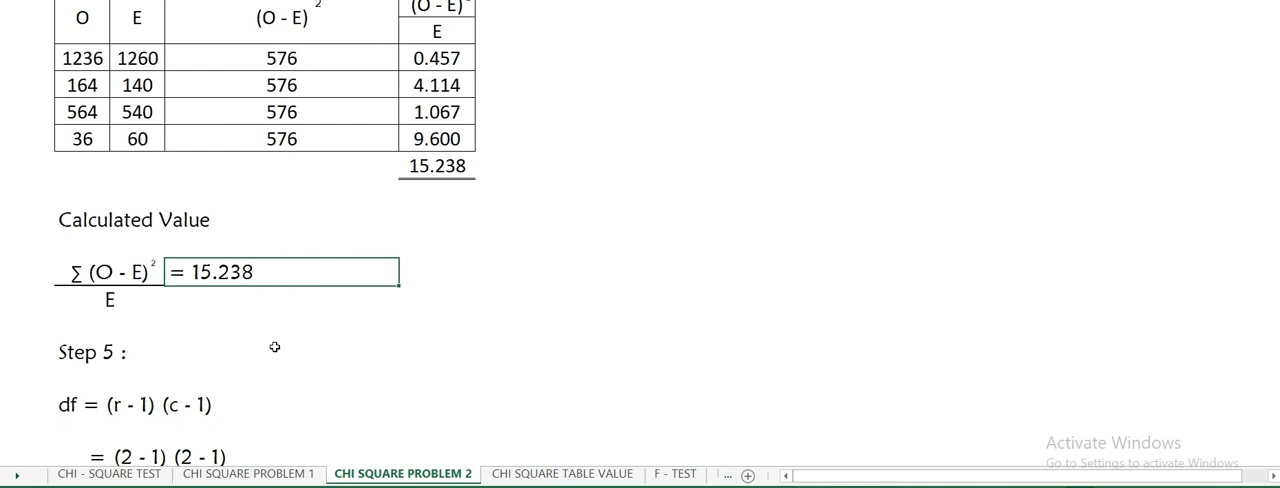 O E (O - E) 2 (O - E)
E
1236 1260 576 0.457
164 140 576 4.114
564 540 576 1.067
36 60 576 9.600
15.238
Calculated Value
∑ (O - E) 2 = 15.238
E
Step 5 :
df = (r - 1) (c - 1)
= (2 - 1) (2 - 1)
Activate Windows
Go to Settings to activate Windows.
CHI - SQUARE TEST CHI SQUARE PROBLEM 1 CHI SQUARE PROBLEM 2 CHI SQUARE TABLE VALUE F - TEST ...